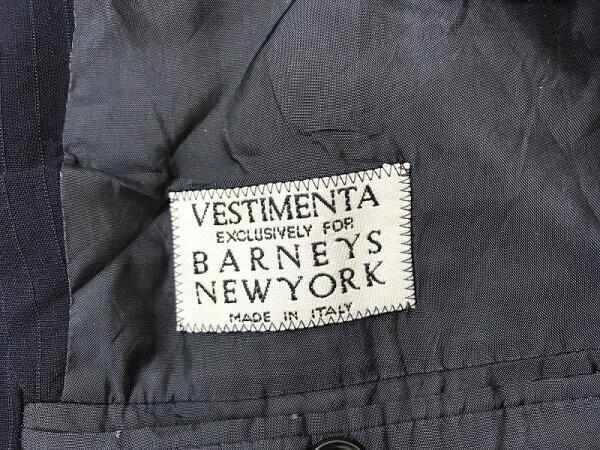 VESTIMENTA
EXCLUSIVELY FOR
BARNEYS
NEWYORK
MADE IN ITALY